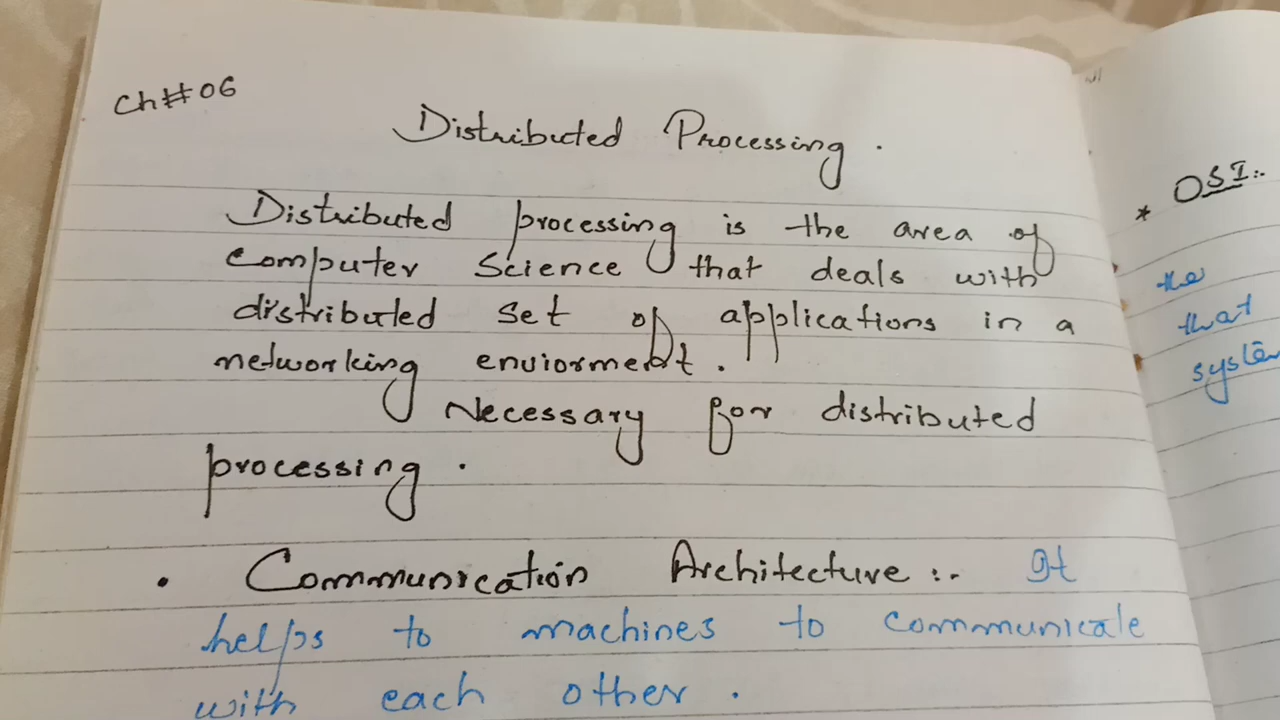 Ch#06
Distributed Processing.
Distributed processing is the area of
computer Science that deals with
distributed set of applications in a
networking enviorment.
Necessary for distributed
processing.
• Communication Architecture:- It
helps to machines to communicate
with each other.
* OSI:-
the
that
system